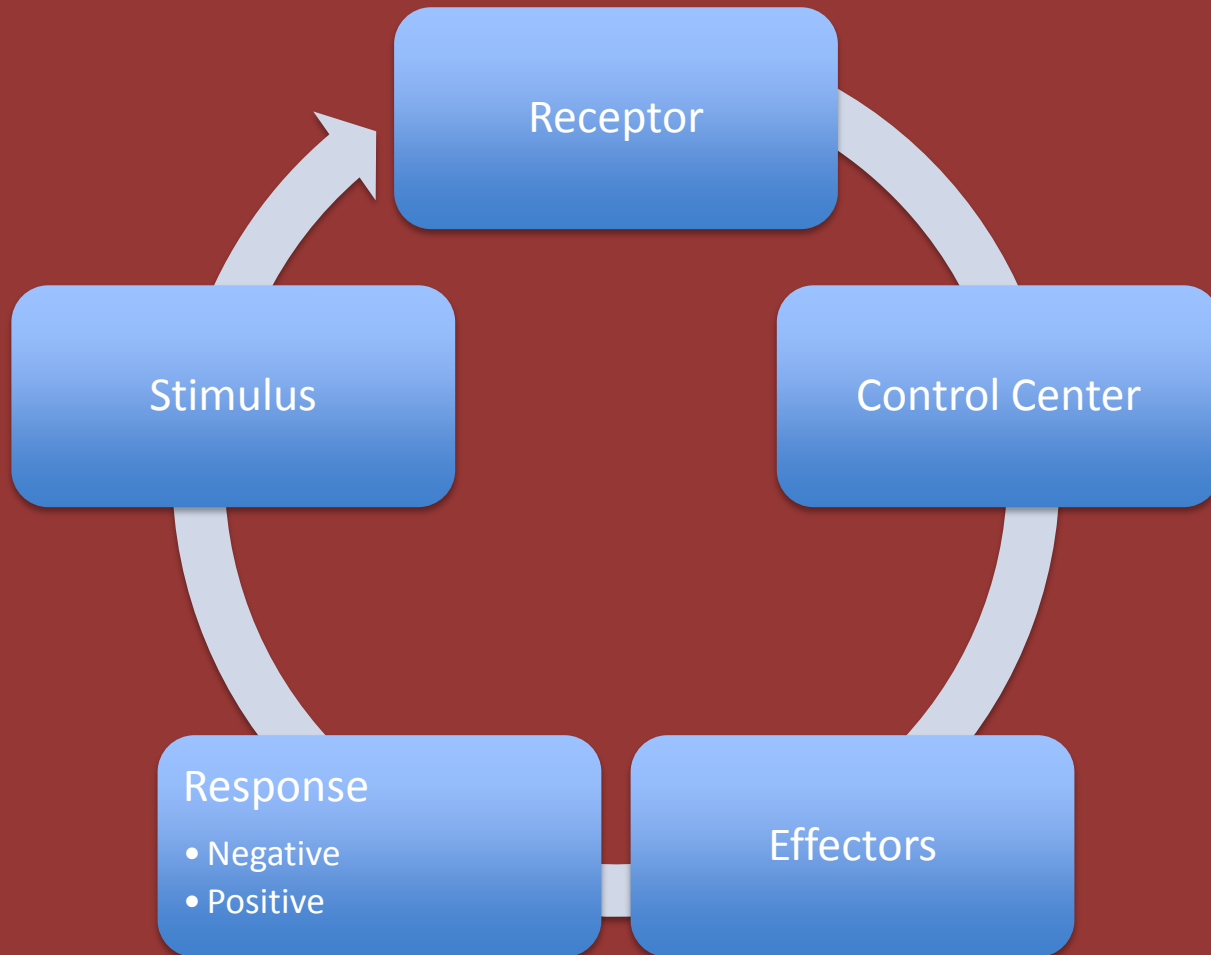 Receptor
Stimulus
Control Center
Response
• Negative
• Positive
Effectors